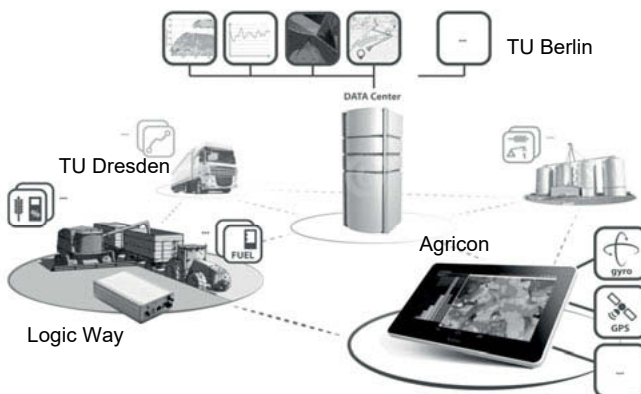 TU Berlin
...
DATA Center
TU Dresden
...
...
...
...
FUEL
Agricon
gyro
GPS
...
Logic Way